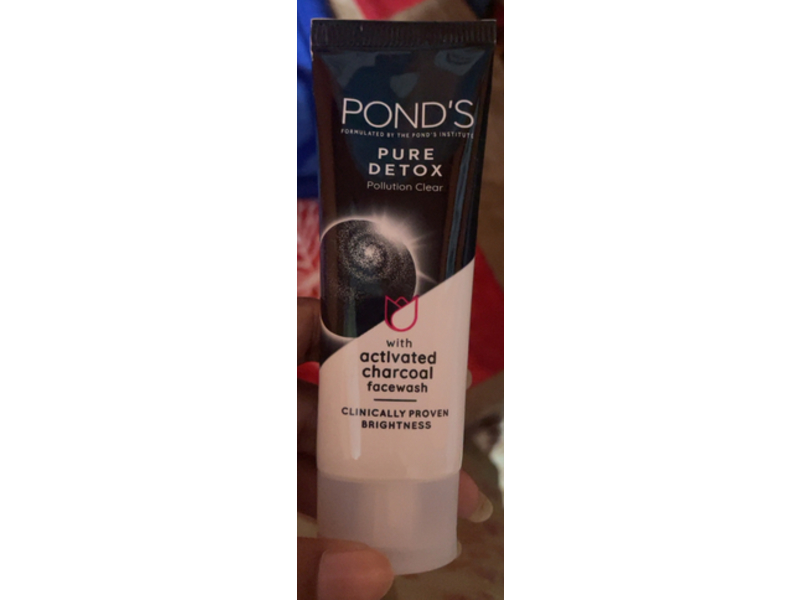 POND'S
FORMULATED BY THE POND'S INSTITUTE
PURE
DETOX
Pollution Clear
with
activated
charcoal
facewash
CLINICALLY PROVEN
BRIGHTNESS